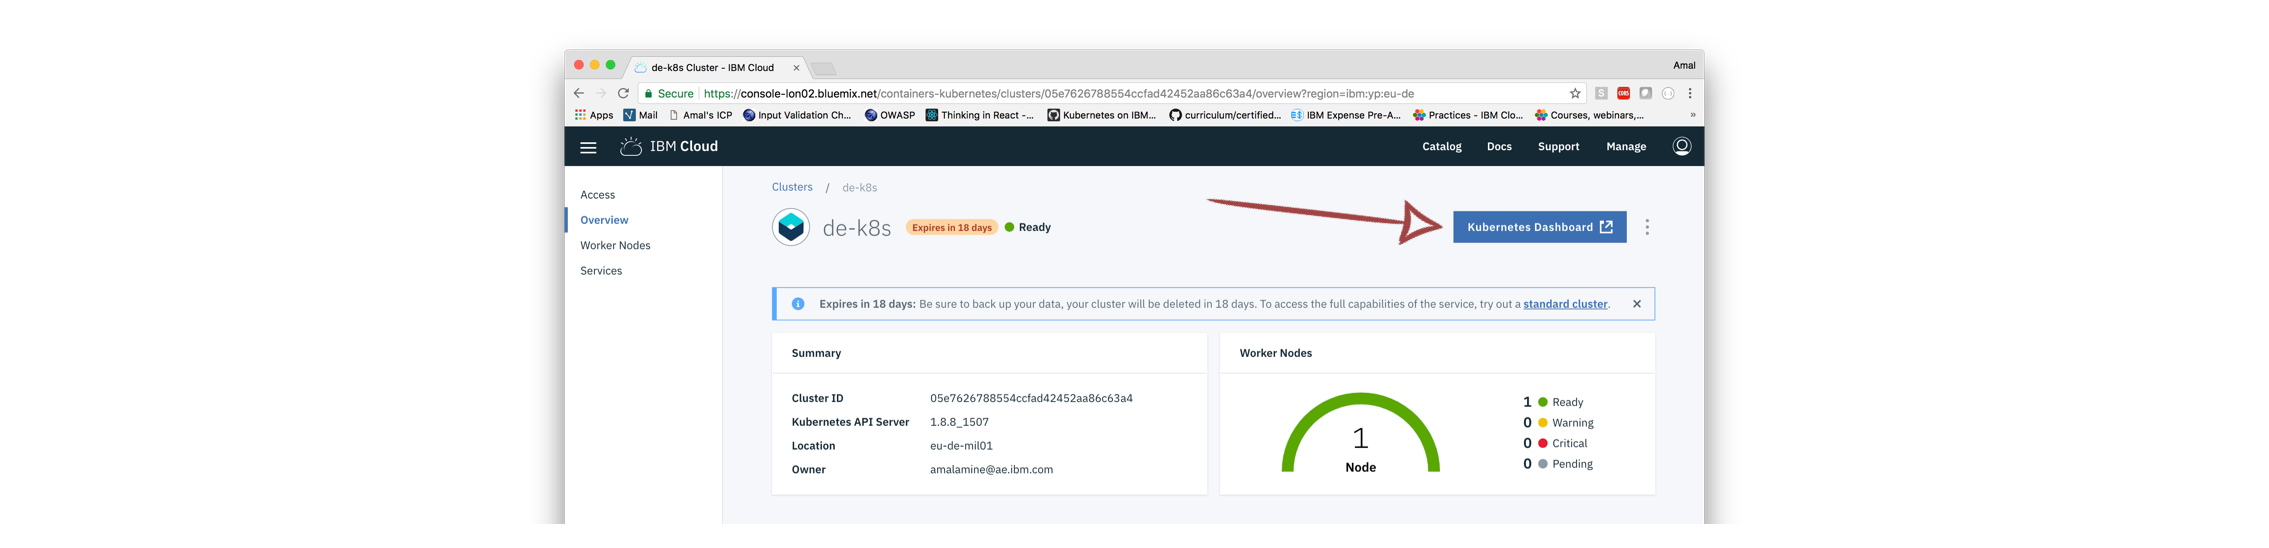 de-k8s Cluster - IBM Cloud
Amal
Secure https://console-lon02.bluemix.net/containers-kubernetes/clusters/05e7626788554ccfad42452aa86c63a4/overview?region=ibm:yp:eu-de
S CORS
Apps Mail Amal's ICP Input Validation Ch... OWASP Thinking in React -... Kubernetes on IBM... curriculum/certified... IBM Expense Pre-A... Practices - IBM Clo... Courses, webinars,... »
IBM Cloud Catalog Docs Support Manage
Access
Overview
Worker Nodes
Services
Clusters / de-k8s
de-k8s Expires in 18 days Ready Kubernetes Dashboard
Expires in 18 days: Be sure to back up your data, your cluster will be deleted in 18 days. To access the full capabilities of the service, try out a standard cluster.
Summary
Cluster ID 05e7626788554ccfad42452aa86c63a4
Kubernetes API Server 1.8.8_1507
Location eu-de-mil01
Owner amalamine@ae.ibm.com
Worker Nodes
1
Node
1 Ready
0 Warning
0 Critical
0 Pending